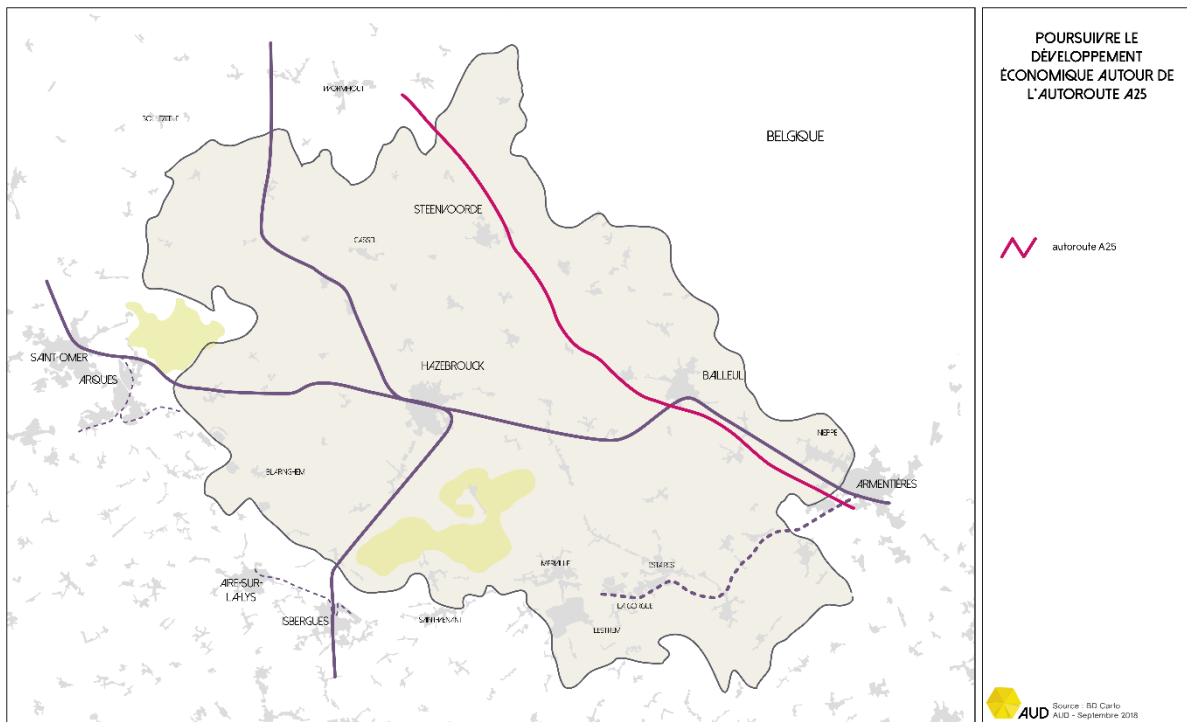 POURSUIVRE LE
DÉVELOPPEMENT
ÉCONOMIQUE AUTOUR DE
L'AUTOROUTE A25
WORMHOUT
BELGIQUE
STEENVOORDE
CASSEL
SAINT-OMER
ARQUES
HAZEBROUCK
BAILLEUL
NIEPPE
BLARINGHEM
ARMENTIÈRES
MERVILLE
ESTAIRES
AIRE-SUR-
LA-LYS
LA GORGUE
ISBERGUES
SAINT-VENANT
LESTREM
autoroute A25
AUD
Source : BD Carto
AUD - Septembre 2018